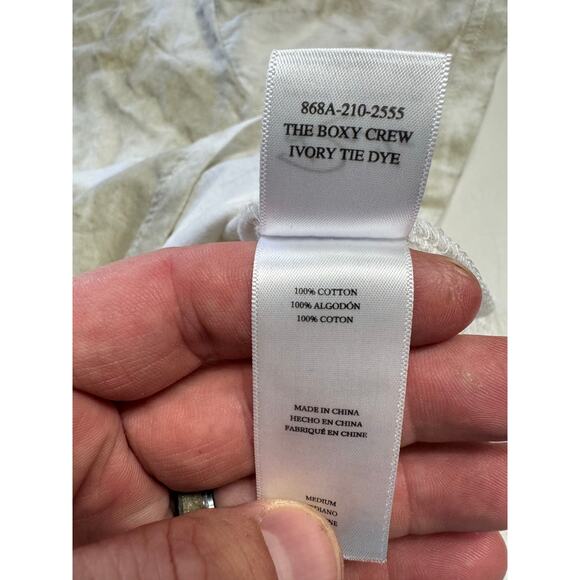 868A-210-2555
THE BOXY CREW
IVORY TIE DYE
100% COTTON
100% ALGODÓN
100% COTON
MADE IN CHINA
HECHO EN CHINA
FABRIQUÉ EN CHINE
MEDIUM